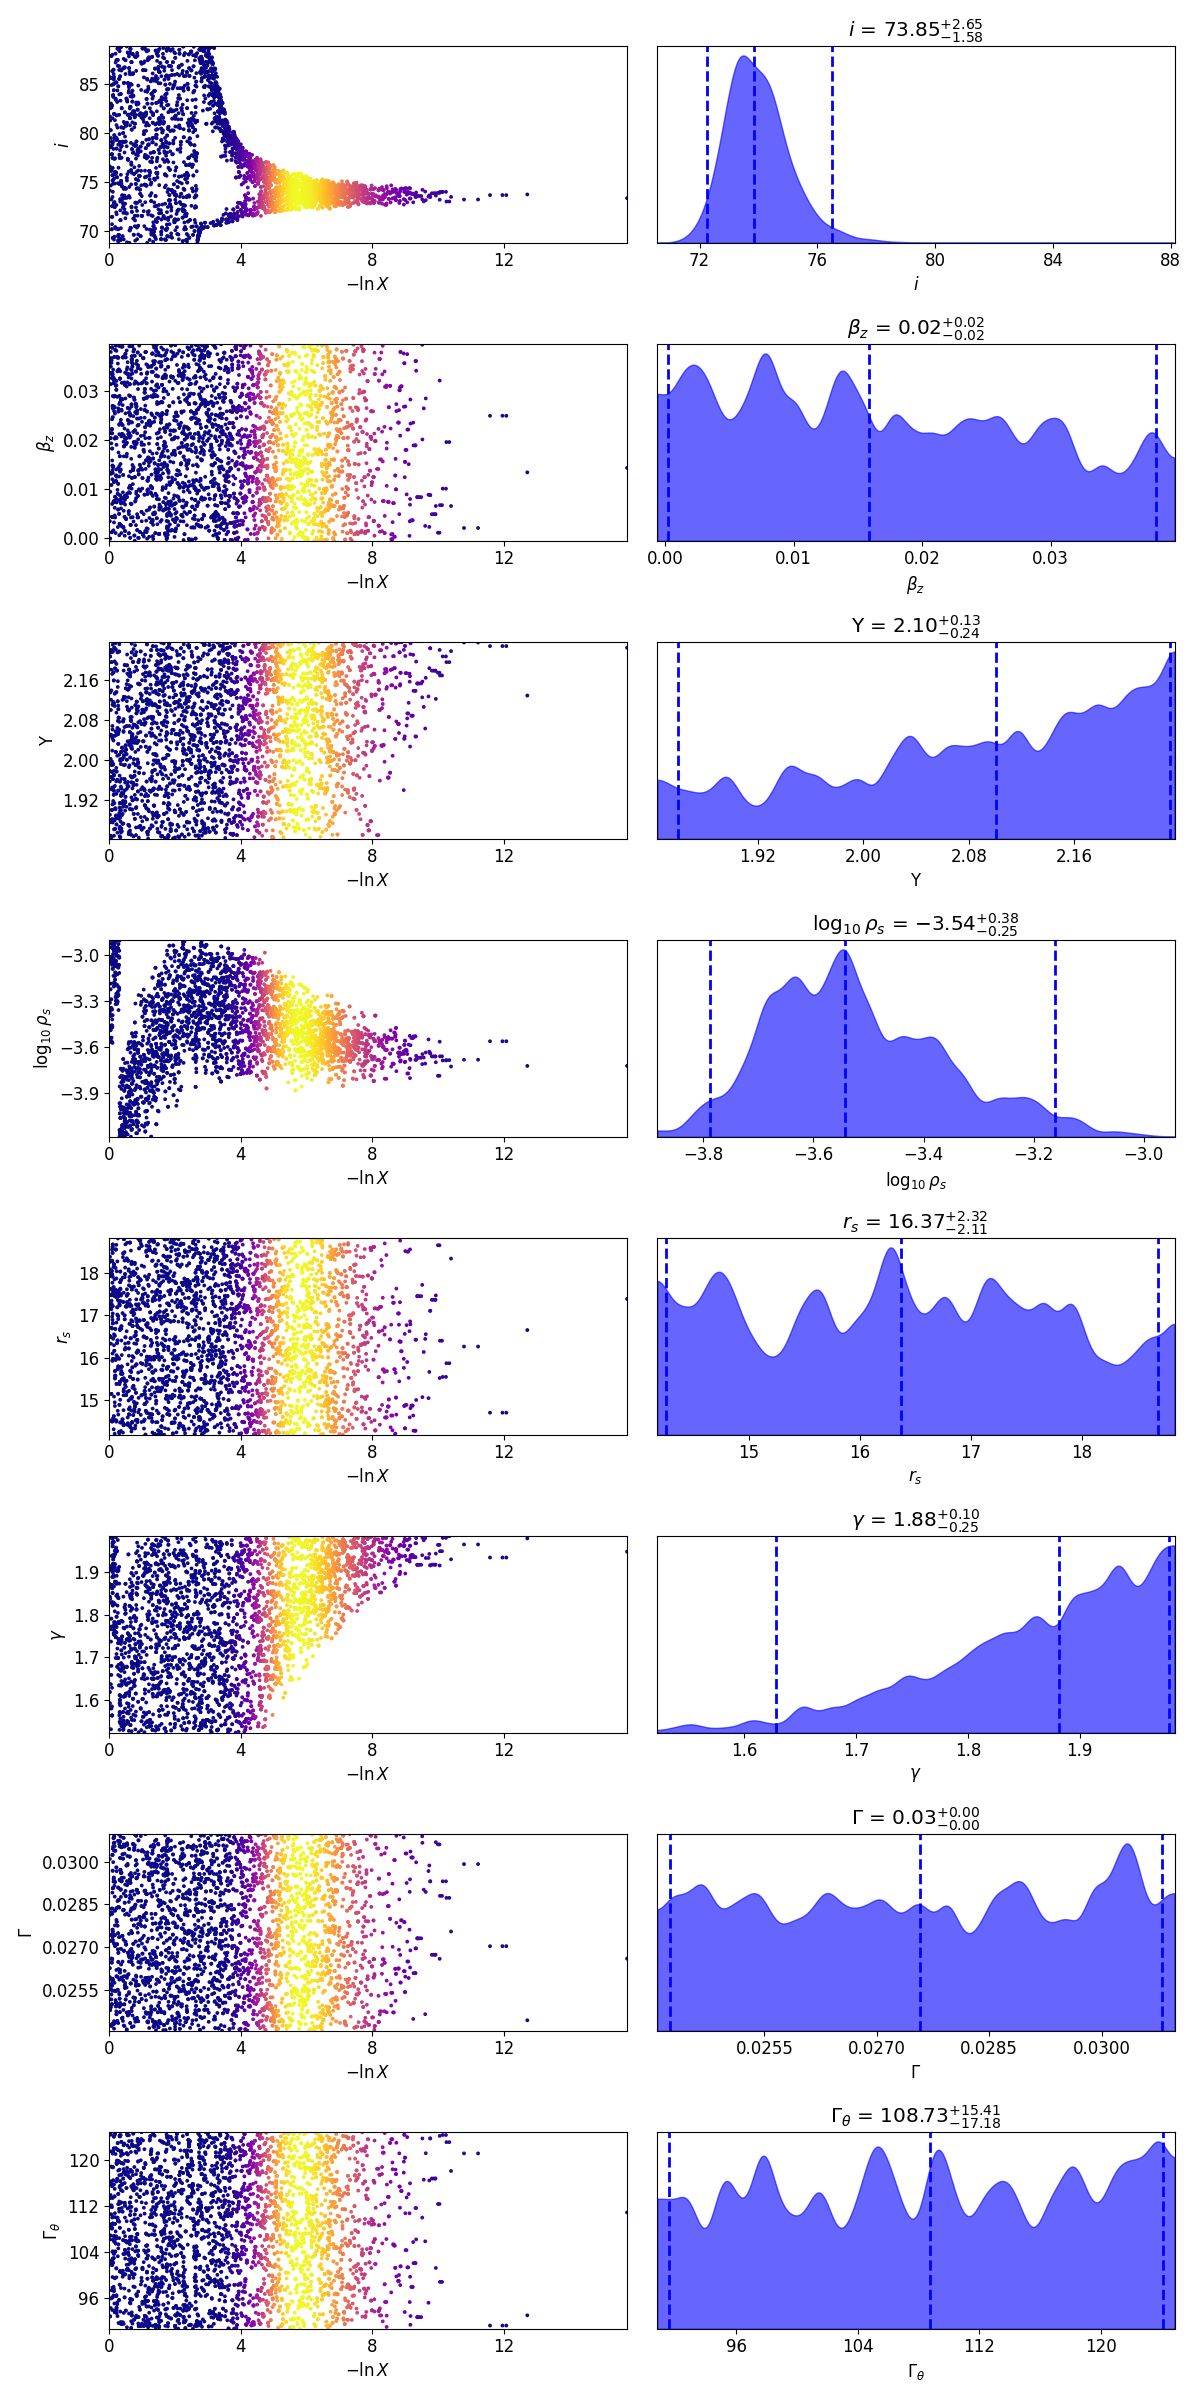 i = 73.85+2.65−1.58
85
80
75
70
i
0 4 8 12
−ln X
72 76 80 84 88
i
βz = 0.02+0.02−0.02
0.03
0.02
0.01
0.00
βz
0 4 8 12
−ln X
0.00 0.01 0.02 0.03
βz
Υ = 2.10+0.13−0.24
2.16
2.08
2.00
1.92
Υ
0 4 8 12
−ln X
1.92 2.00 2.08 2.16
Υ
log10 ρs = −3.54+0.38−0.25
−3.0
−3.3
−3.6
−3.9
log10 ρs
0 4 8 12
−ln X
−3.8 −3.6 −3.4 −3.2 −3.0
log10 ρs
rs = 16.37+2.32−2.11
18
17
16
15
rs
0 4 8 12
−ln X
15 16 17 18
rs
γ = 1.88+0.10−0.25
1.9
1.8
1.7
1.6
γ
0 4 8 12
−ln X
1.6 1.7 1.8 1.9
γ
Γ = 0.03+0.00−0.00
0.0300
0.0285
0.0270
0.0255
Γ
0 4 8 12
−ln X
0.0255 0.0270 0.0285 0.0300
Γ
Γθ = 108.73+15.41−17.18
120
112
104
96
Γθ
0 4 8 12
−ln X
96 104 112 120
Γθ